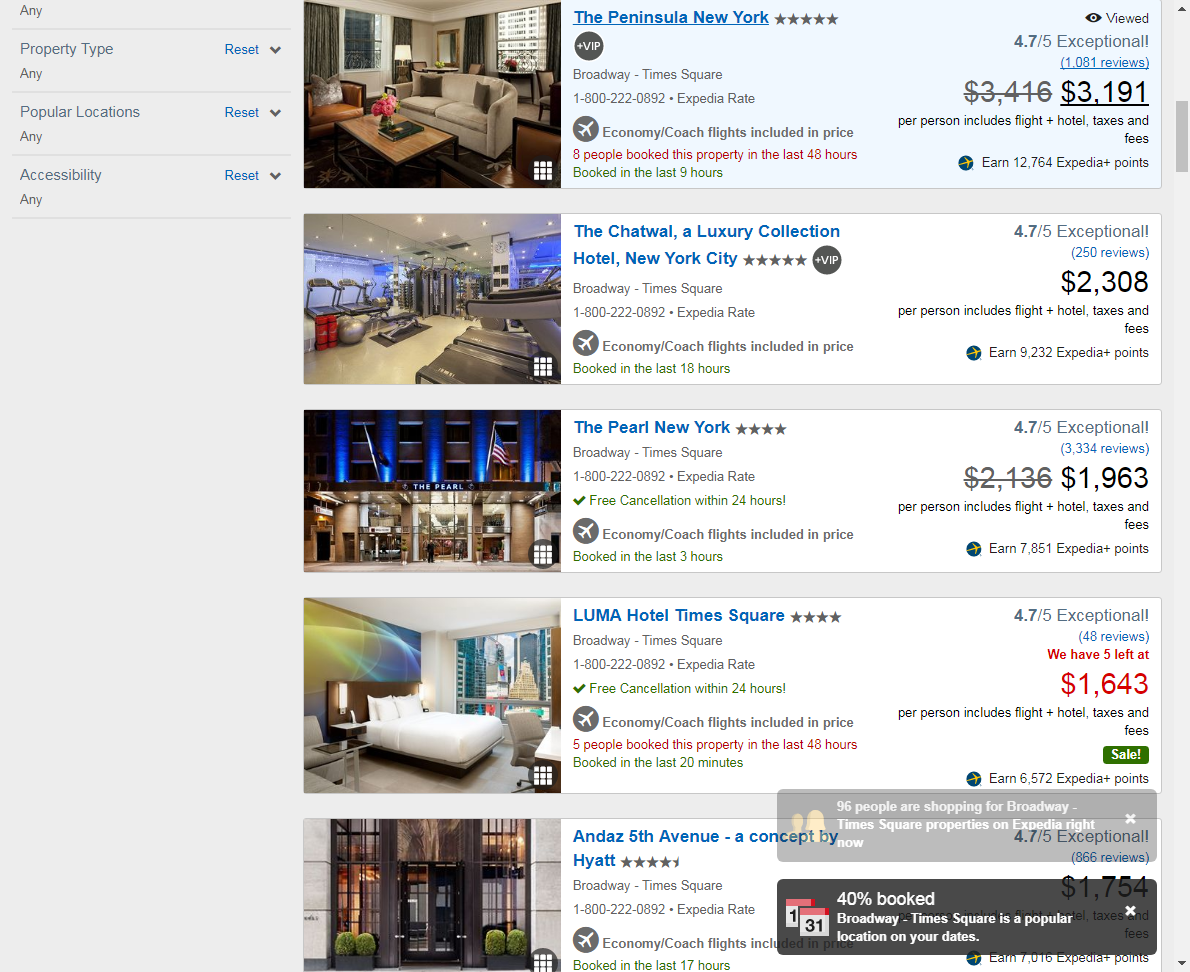 Any
Property Type Reset
Any
Popular Locations Reset
Any
Accessibility Reset
Any
The Peninsula New York
Viewed
+VIP
4.7/5 Exceptional!
(1,081 reviews)
Broadway - Times Square
1-800-222-0892 • Expedia Rate
$3,416 $3,191
per person includes flight + hotel, taxes and
fees
Economy/Coach flights included in price
8 people booked this property in the last 48 hours
Booked in the last 9 hours
Earn 12,764 Expedia+ points
The Chatwal, a Luxury Collection
Hotel, New York City +VIP
4.7/5 Exceptional!
(250 reviews)
Broadway - Times Square
1-800-222-0892 • Expedia Rate
$2,308
per person includes flight + hotel, taxes and
fees
Economy/Coach flights included in price
Booked in the last 18 hours
Earn 9,232 Expedia+ points
THE PEARL
The Pearl New York
4.7/5 Exceptional!
(3,334 reviews)
Broadway - Times Square
1-800-222-0892 • Expedia Rate
$2,136 $1,963
Free Cancellation within 24 hours!
per person includes flight + hotel, taxes and
fees
Economy/Coach flights included in price
Booked in the last 3 hours
Earn 7,851 Expedia+ points
LUMA Hotel Times Square
4.7/5 Exceptional!
(48 reviews)
We have 5 left at
Broadway - Times Square
1-800-222-0892 • Expedia Rate
$1,643
Free Cancellation within 24 hours!
per person includes flight + hotel, taxes and
fees
Economy/Coach flights included in price
5 people booked this property in the last 48 hours
Booked in the last 20 minutes
Sale!
Earn 6,572 Expedia+ points
96 people are shopping for Broadway -
Times Square properties on Expedia right
now
Andaz 5th Avenue - a concept by
Hyatt
4.7/5 Exceptional!
(866 reviews)
Broadway - Times Square
1-800-222-0892 • Expedia Rate
$1,754
1 31
40% booked
Broadway - Times Square is a popular
location on your dates.
per person includes flight + hotel, taxes and
fees
Economy/Coach flights included in price
Booked in the last 17 hours
Earn 7,016 Expedia+ points